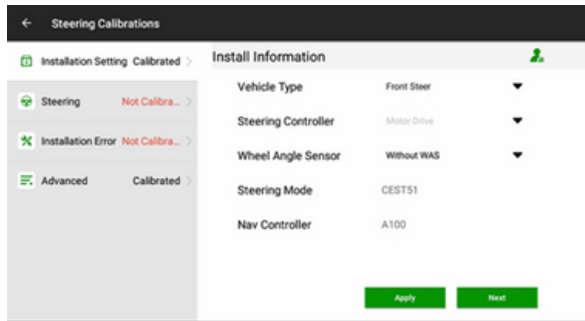 Steering Calibrations
Installation Setting Calibrated
Steering Not Calibra...
Installation Error Not Calibra...
Advanced Calibrated
Install Information
Vehicle Type Front Steer
Steering Controller Motor Drive
Wheel Angle Sensor Without WAS
Steering Mode CEST51
Nav Controller A100
Apply Next